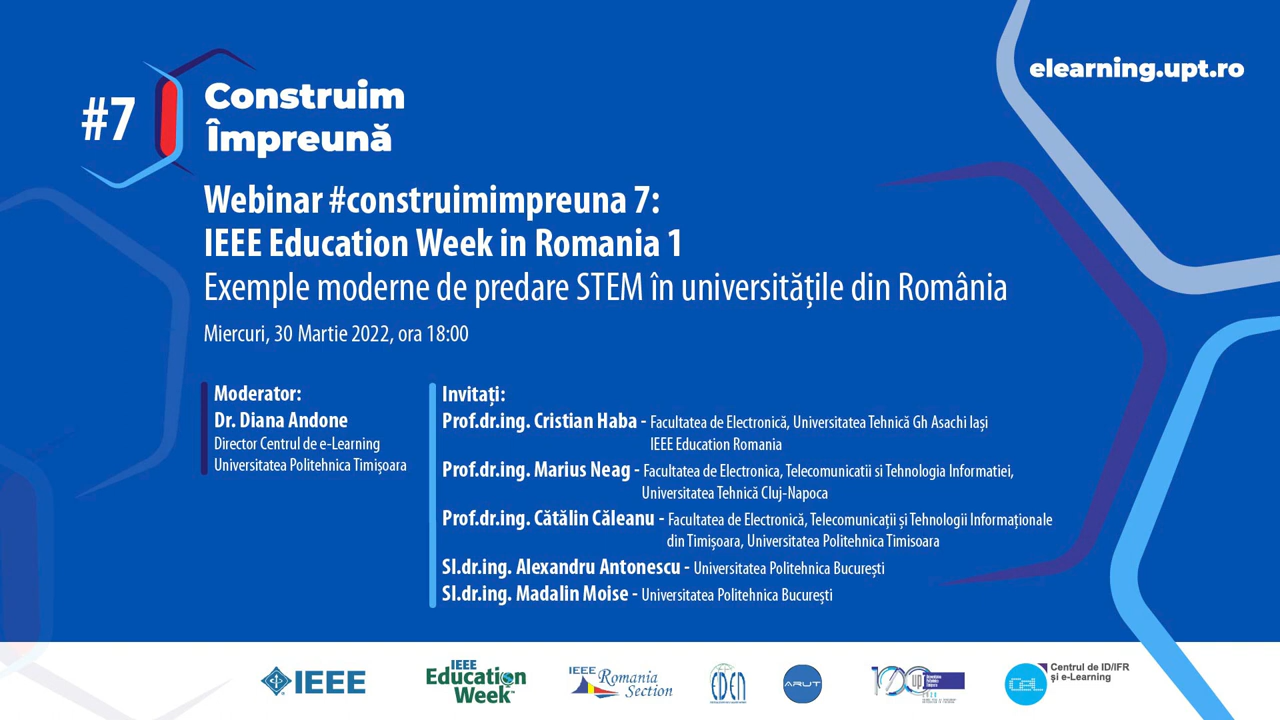 elearning.upt.ro
#7
Construim
Împreună
Webinar #construimimpreuna 7:
IEEE Education Week in Romania 1
Exemple moderne de predare STEM în universitățile din România
Miercuri, 30 Martie 2022, ora 18:00
Moderator:
Dr. Diana Andone
Director Centrul de e-Learning
Universitatea Politehnica Timișoara
Invitați:
Prof.dr.ing. Cristian Haba - Facultatea de Electronică, Universitatea Tehnică Gh Asachi Iași
IEEE Education Romania
Prof.dr.ing. Marius Neag - Facultatea de Electronica, Telecomunicatii si Tehnologia Informatiei,
Universitatea Tehnică Cluj-Napoca
Prof.dr.ing. Cătălin Căleanu - Facultatea de Electronică, Telecomunicații și Tehnologii Informaționale
din Timișoara, Universitatea Politehnica Timisoara
Sl.dr.ing. Alexandru Antonescu - Universitatea Politehnica București
Sl.dr.ing. Madalin Moise - Universitatea Politehnica București
IEEE
IEEE
Education
Week™
IEEE
Romania
Section
EDEN
ARUT
100
upt
2020
CeL
Centrul de ID/IFR
și e-Learning